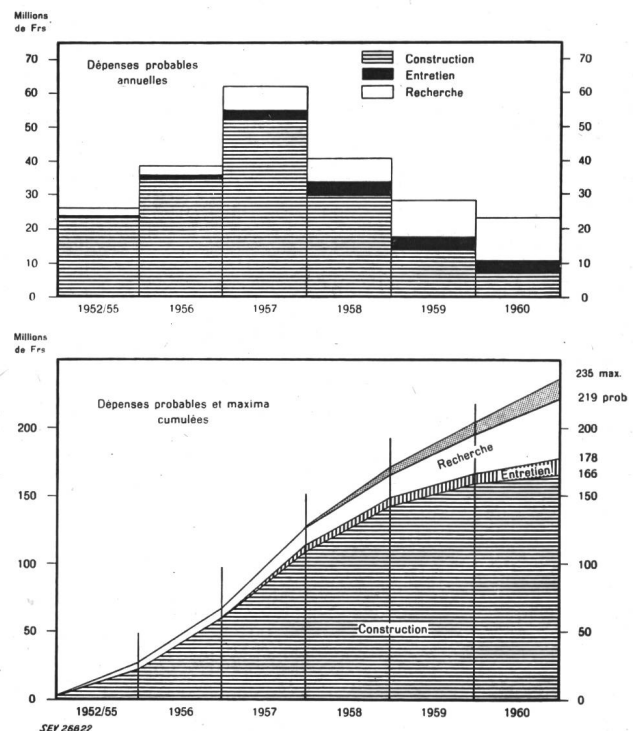 Millions
de Frs
Dépenses probables
annuelles
Construction
Entretien
Recherche
70
60
50
40
30
20
10
0
70
60
50
40
30
20
10
0
1952/55 1956 1957 1958 1959 1960
Millions
de Frs
Dépenses probables et maxima
cumulées
200
150
100
50
0
235 max.
219 prob
200
178
166
150
100
50
0
Recherche
Entretien
Construction
1952/55 1956 1957 1958 1959 1960
SEV 26622